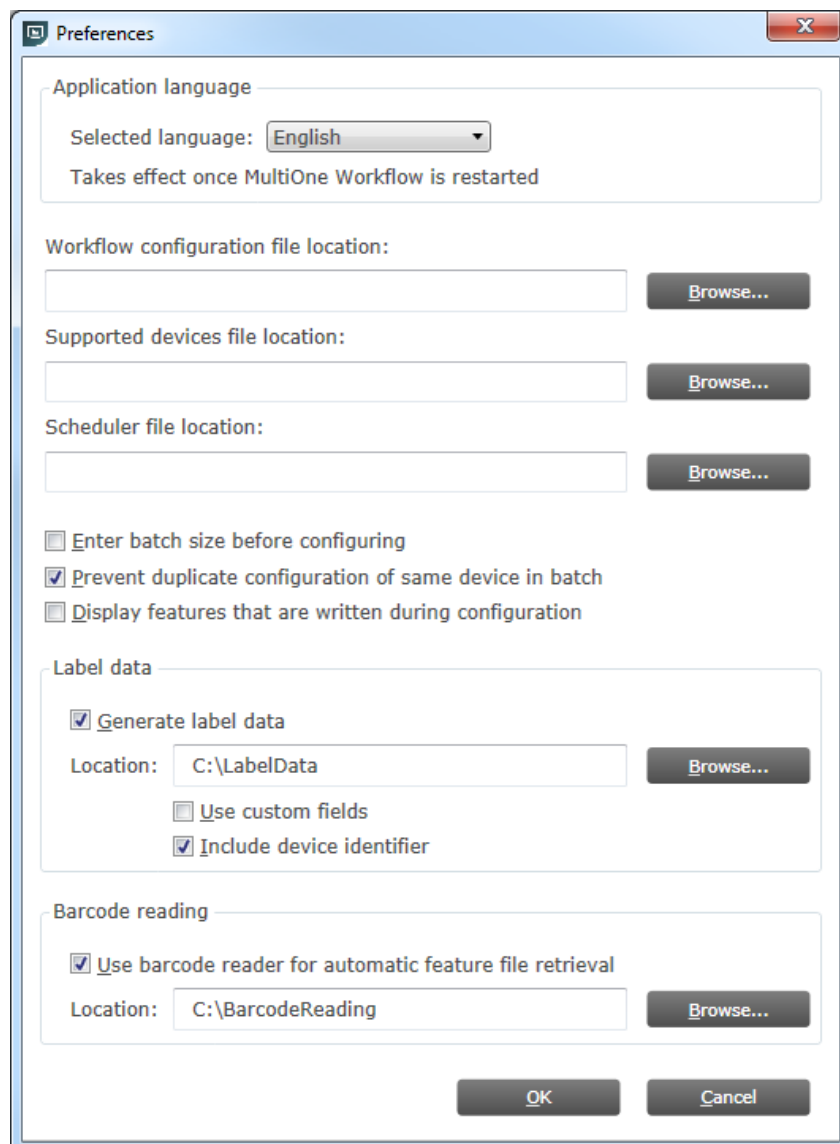 Preferences
Application language
Selected language: English
Takes effect once MultiOne Workflow is restarted
Workflow configuration file location:
Browse...
Supported devices file location:
Browse...
Scheduler file location:
Browse...
Enter batch size before configuring
Prevent duplicate configuration of same device in batch
Display features that are written during configuration
Label data
Generate label data
Location: C:\LabelData Browse...
Use custom fields
Include device identifier
Barcode reading
Use barcode reader for automatic feature file retrieval
Location: C:\BarcodeReading Browse...
OK Cancel